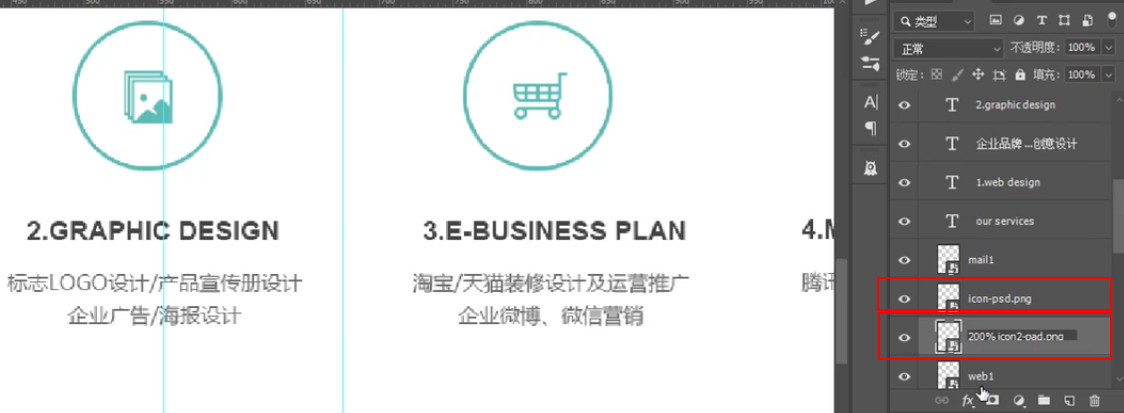 2.GRAPHIC DESIGN
标志LOGO设计/产品宣传册设计
企业广告/海报设计
3.E-BUSINESS PLAN
淘宝/天猫装修设计及运营推广
企业微博、微信营销
4.M
腾讯
类型
正常
不透明度: 100%
锁定: 填充: 100%
2.graphic design
企业品牌 ...创意设计
1.web design
our services
mail1
icon-psd.png
200% icon2-pad.png
web1